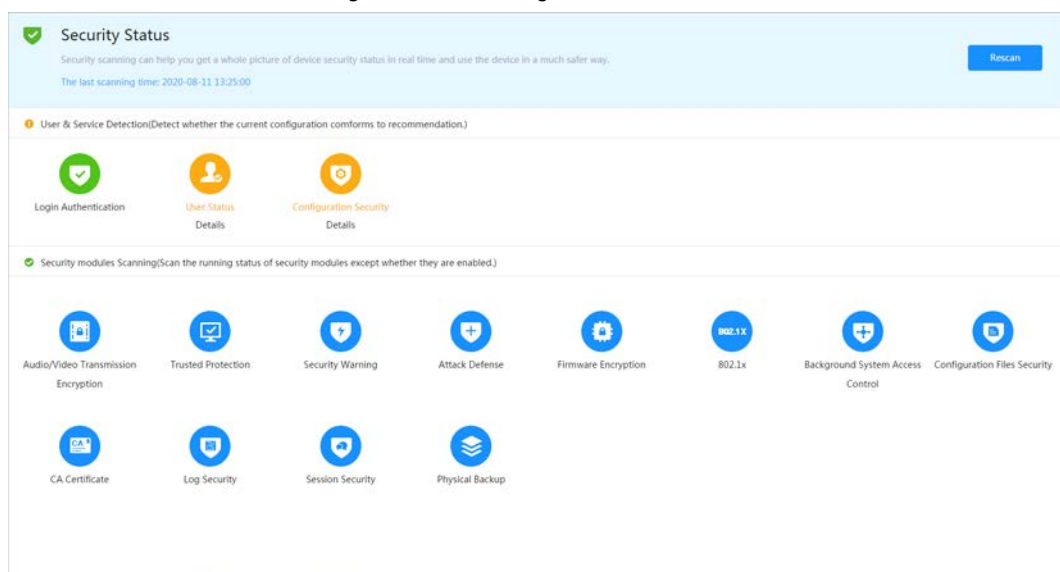 Security Status
Security scanning can help you get a whole picture of device security status in real time and use the device in a much safer way.
Rescan
The last scanning time: 2020-08-11 13:25:00
User & Service Detection(Detect whether the current configuration comforms to recommendation.)
Login Authentication
User Status
Configuration Security
Details
Details
Security modules Scanning(Scan the running status of security modules except whether they are enabled.)
802.1X
Audio/Video Transmission
Encryption
Trusted Protection
Security Warning
Attack Defense
Firmware Encryption
802.1x
Background System Access
Control
Configuration Files Security
CA
CA Certificate
Log Security
Session Security
Physical Backup